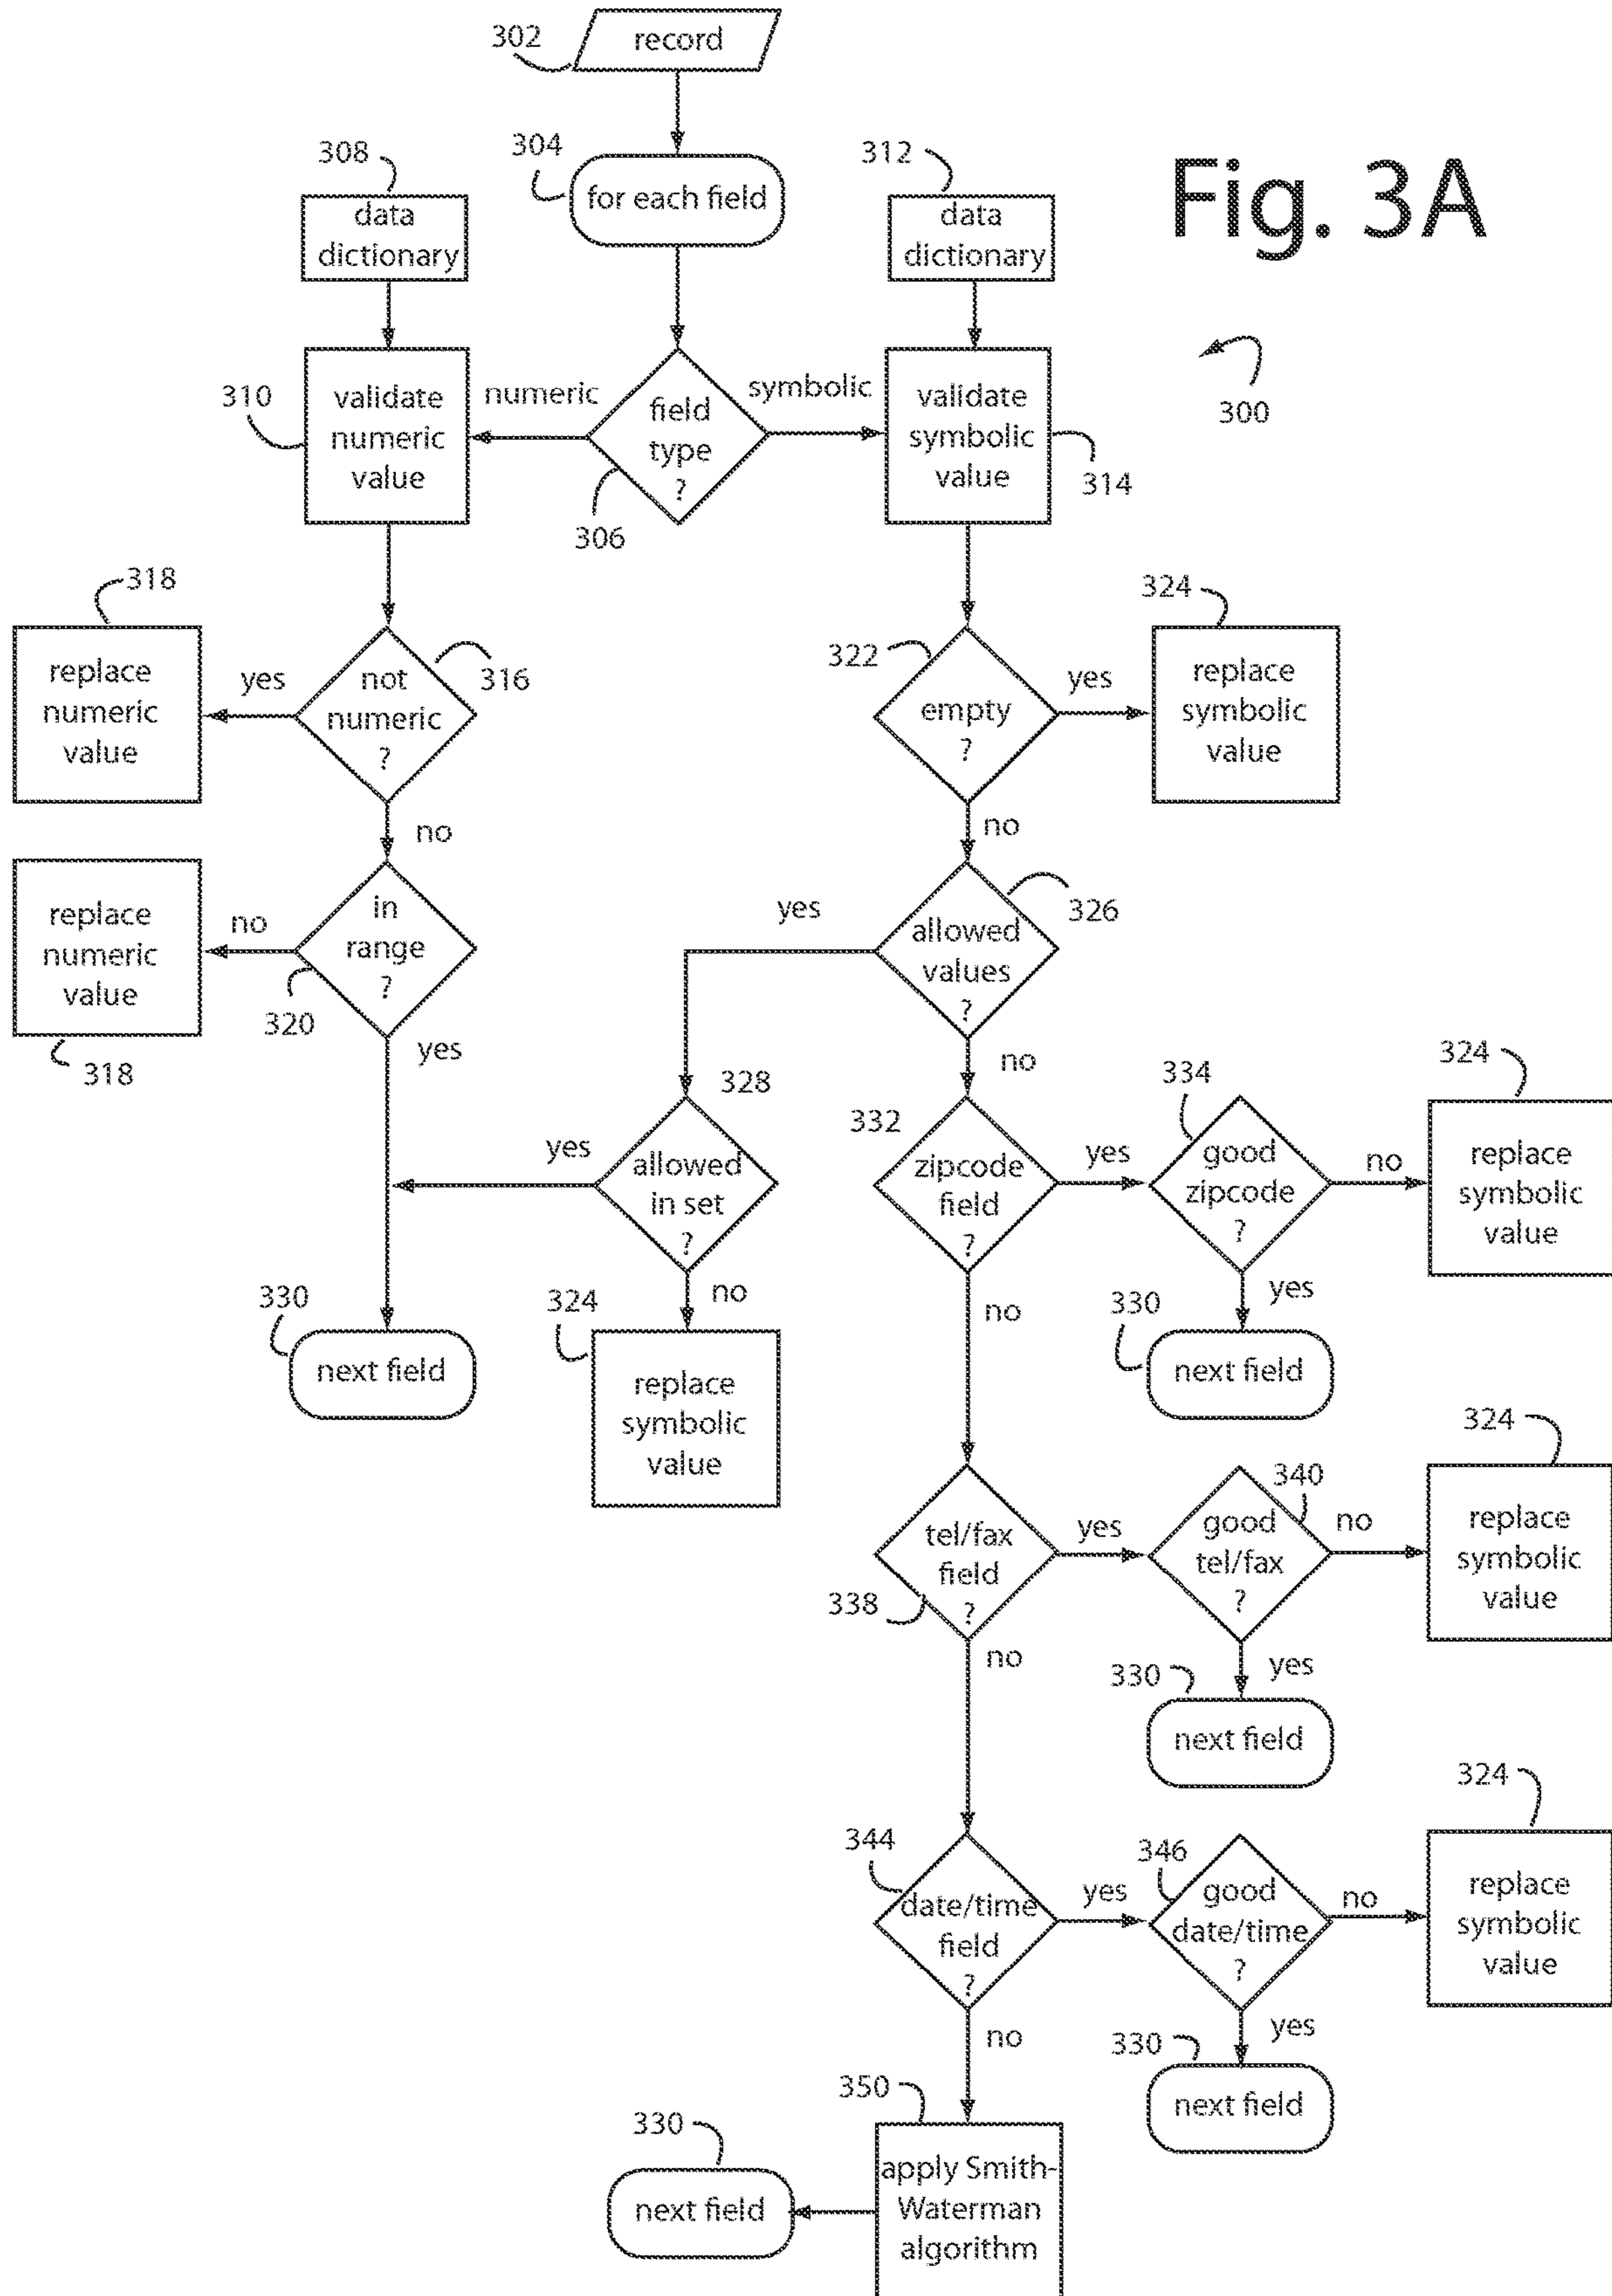 302
record
308
304
312
Fig. 3A
data
dictionary
for each field
data
dictionary
310
validate
numeric
value
numeric
field
type
?
306
symbolic
validate
symbolic
value
314
300
318
replace
numeric
value
yes
not
numeric
?
316
322
empty
?
yes
324
replace
symbolic
value
no
no
replace
numeric
value
318
no
in
range
?
320
yes
yes
allowed
values
?
326
no
328
allowed
in set
?
yes
no
332
zipcode
field
?
yes
334
good
zipcode
?
no
324
replace
symbolic
value
330
next field
324
replace
symbolic
value
no
yes
330
next field
tel/fax
field
?
338
yes
340
good
tel/fax
?
no
324
replace
symbolic
value
no
yes
330
next field
344
date/time
field
?
yes
346
good
date/time
?
no
324
replace
symbolic
value
no
yes
330
next field
350
apply Smith-
Waterman
algorithm
330
next field